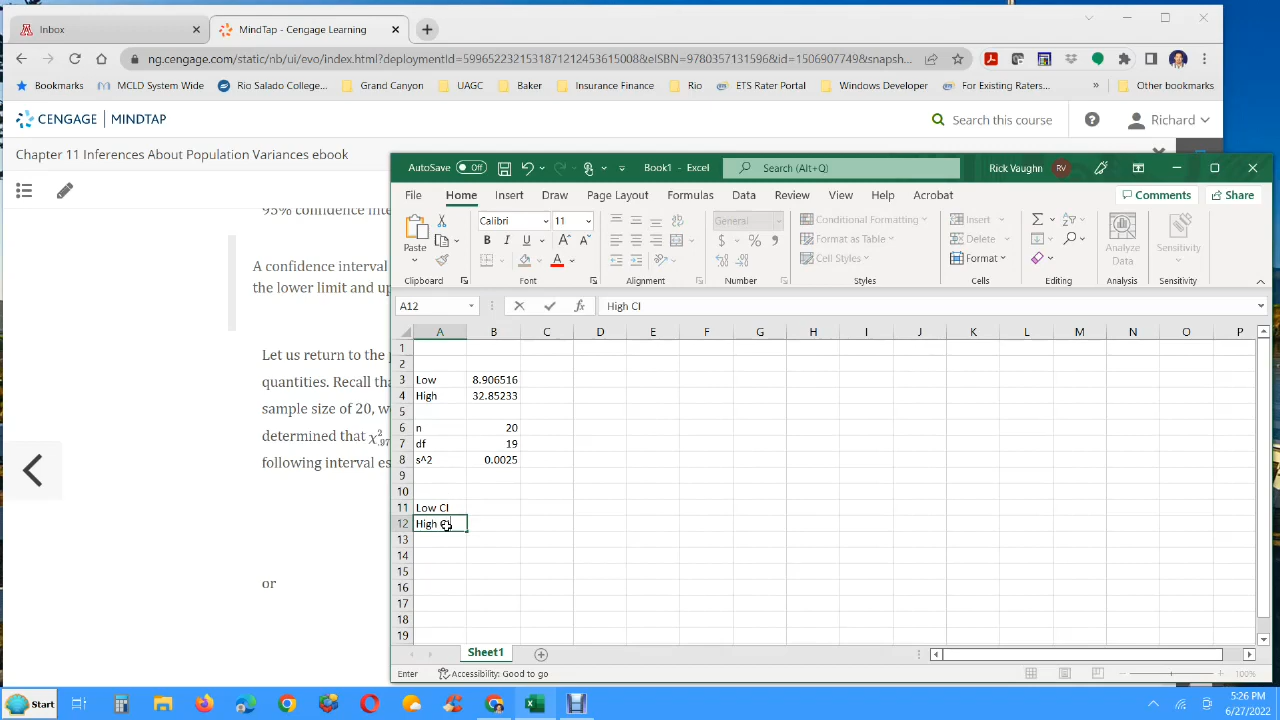 Inbox
MindTap - Cengage Learning
ng.cengage.com/static/nb/ui/evo/index.html?deploymentId=5895522321531871212453615008&eISBN=9780357131596&id=1506997749&snapsh...
Bookmarks
MCLD System Wide
Rio Salado College...
Grand Canyon
UAGC
Baker
Insurance Finance
Rio
ETS Rater Portal
Windows Developer
For Existing Raters...
Other bookmarks
CENGAGE | MINDTAP
Search this course
Richard
Chapter 11 Inferences About Population Variances ebook
95% confidence inte
A confidence interval
the lower limit and up
Let us return to the
quantities. Recall tha
sample size of 20, w
determined that χ².97
following interval es
or
AutoSave Off
Book1 - Excel
Search (Alt+Q)
Rick Vaughn RV
File Home Insert Draw Page Layout Formulas Data Review View Help Acrobat
Comments Share
Paste
Calibri 11
B I U
General
$ % ,
Conditional Formatting
Format as Table
Cell Styles
Insert
Delete
Format
Analyze Data
Sensitivity
Clipboard Font Alignment Number Styles Cells Editing Analysis Sensitivity
A12 fx High CI
A B C D E F G H I J K L M N O P
1
2
3 Low 8.906516
4 High 32.85233
5
6 n 20
7 df 19
8 s^2 0.0025
9
10
11 Low CI
12 High CI
13
14
15
16
17
18
19
Sheet1
Enter
Accessibility: Good to go
100%
Start
5:26 PM
6/27/2022